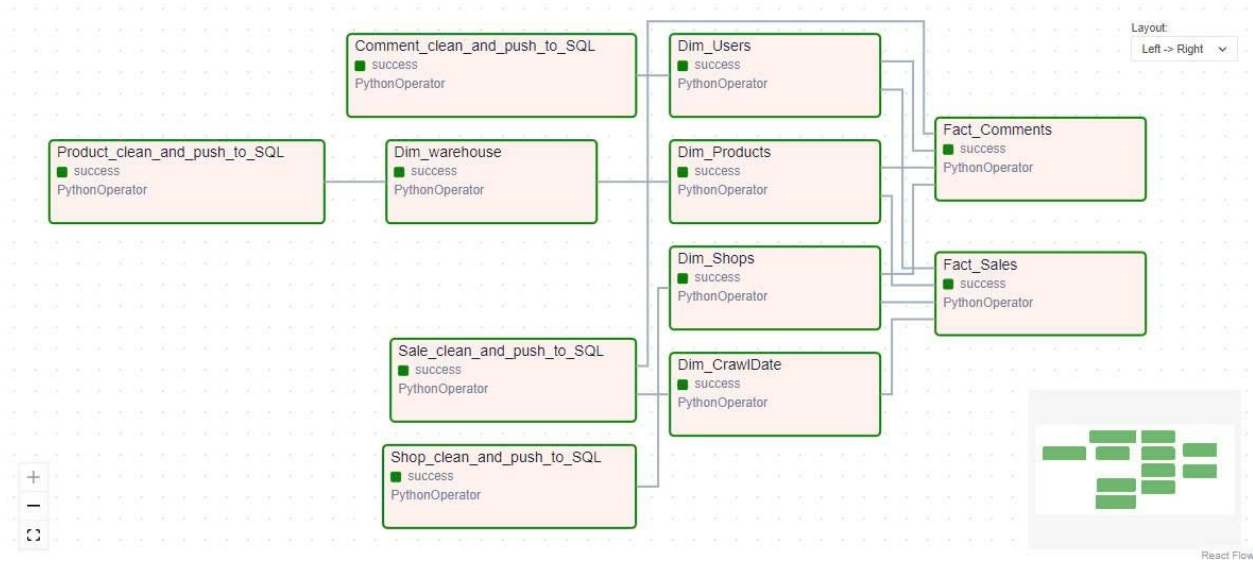 Layout:
Left -> Right
Comment_clean_and_push_to_SQL
success
PythonOperator
Dim_Users
success
PythonOperator
Fact_Comments
success
PythonOperator
Product_clean_and_push_to_SQL
success
PythonOperator
Dim_warehouse
success
PythonOperator
Dim_Products
success
PythonOperator
Dim_Shops
success
PythonOperator
Fact_Sales
success
PythonOperator
Sale_clean_and_push_to_SQL
success
PythonOperator
Dim_CrawlDate
success
PythonOperator
Shop_clean_and_push_to_SQL
success
PythonOperator
React Flow